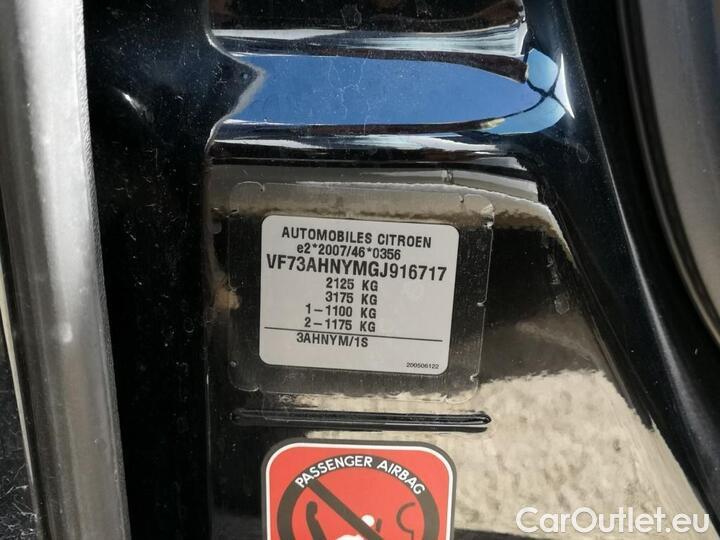 AUTOMOBILES CITROEN
e2*2007/46*0356
VF73AHNYMGJ916717
2125 KG
3175 KG
1-1100 KG
2-1175 KG
3AHNYM/1S
200506122
PASSENGER AIRBAG
CarOutlet.eu